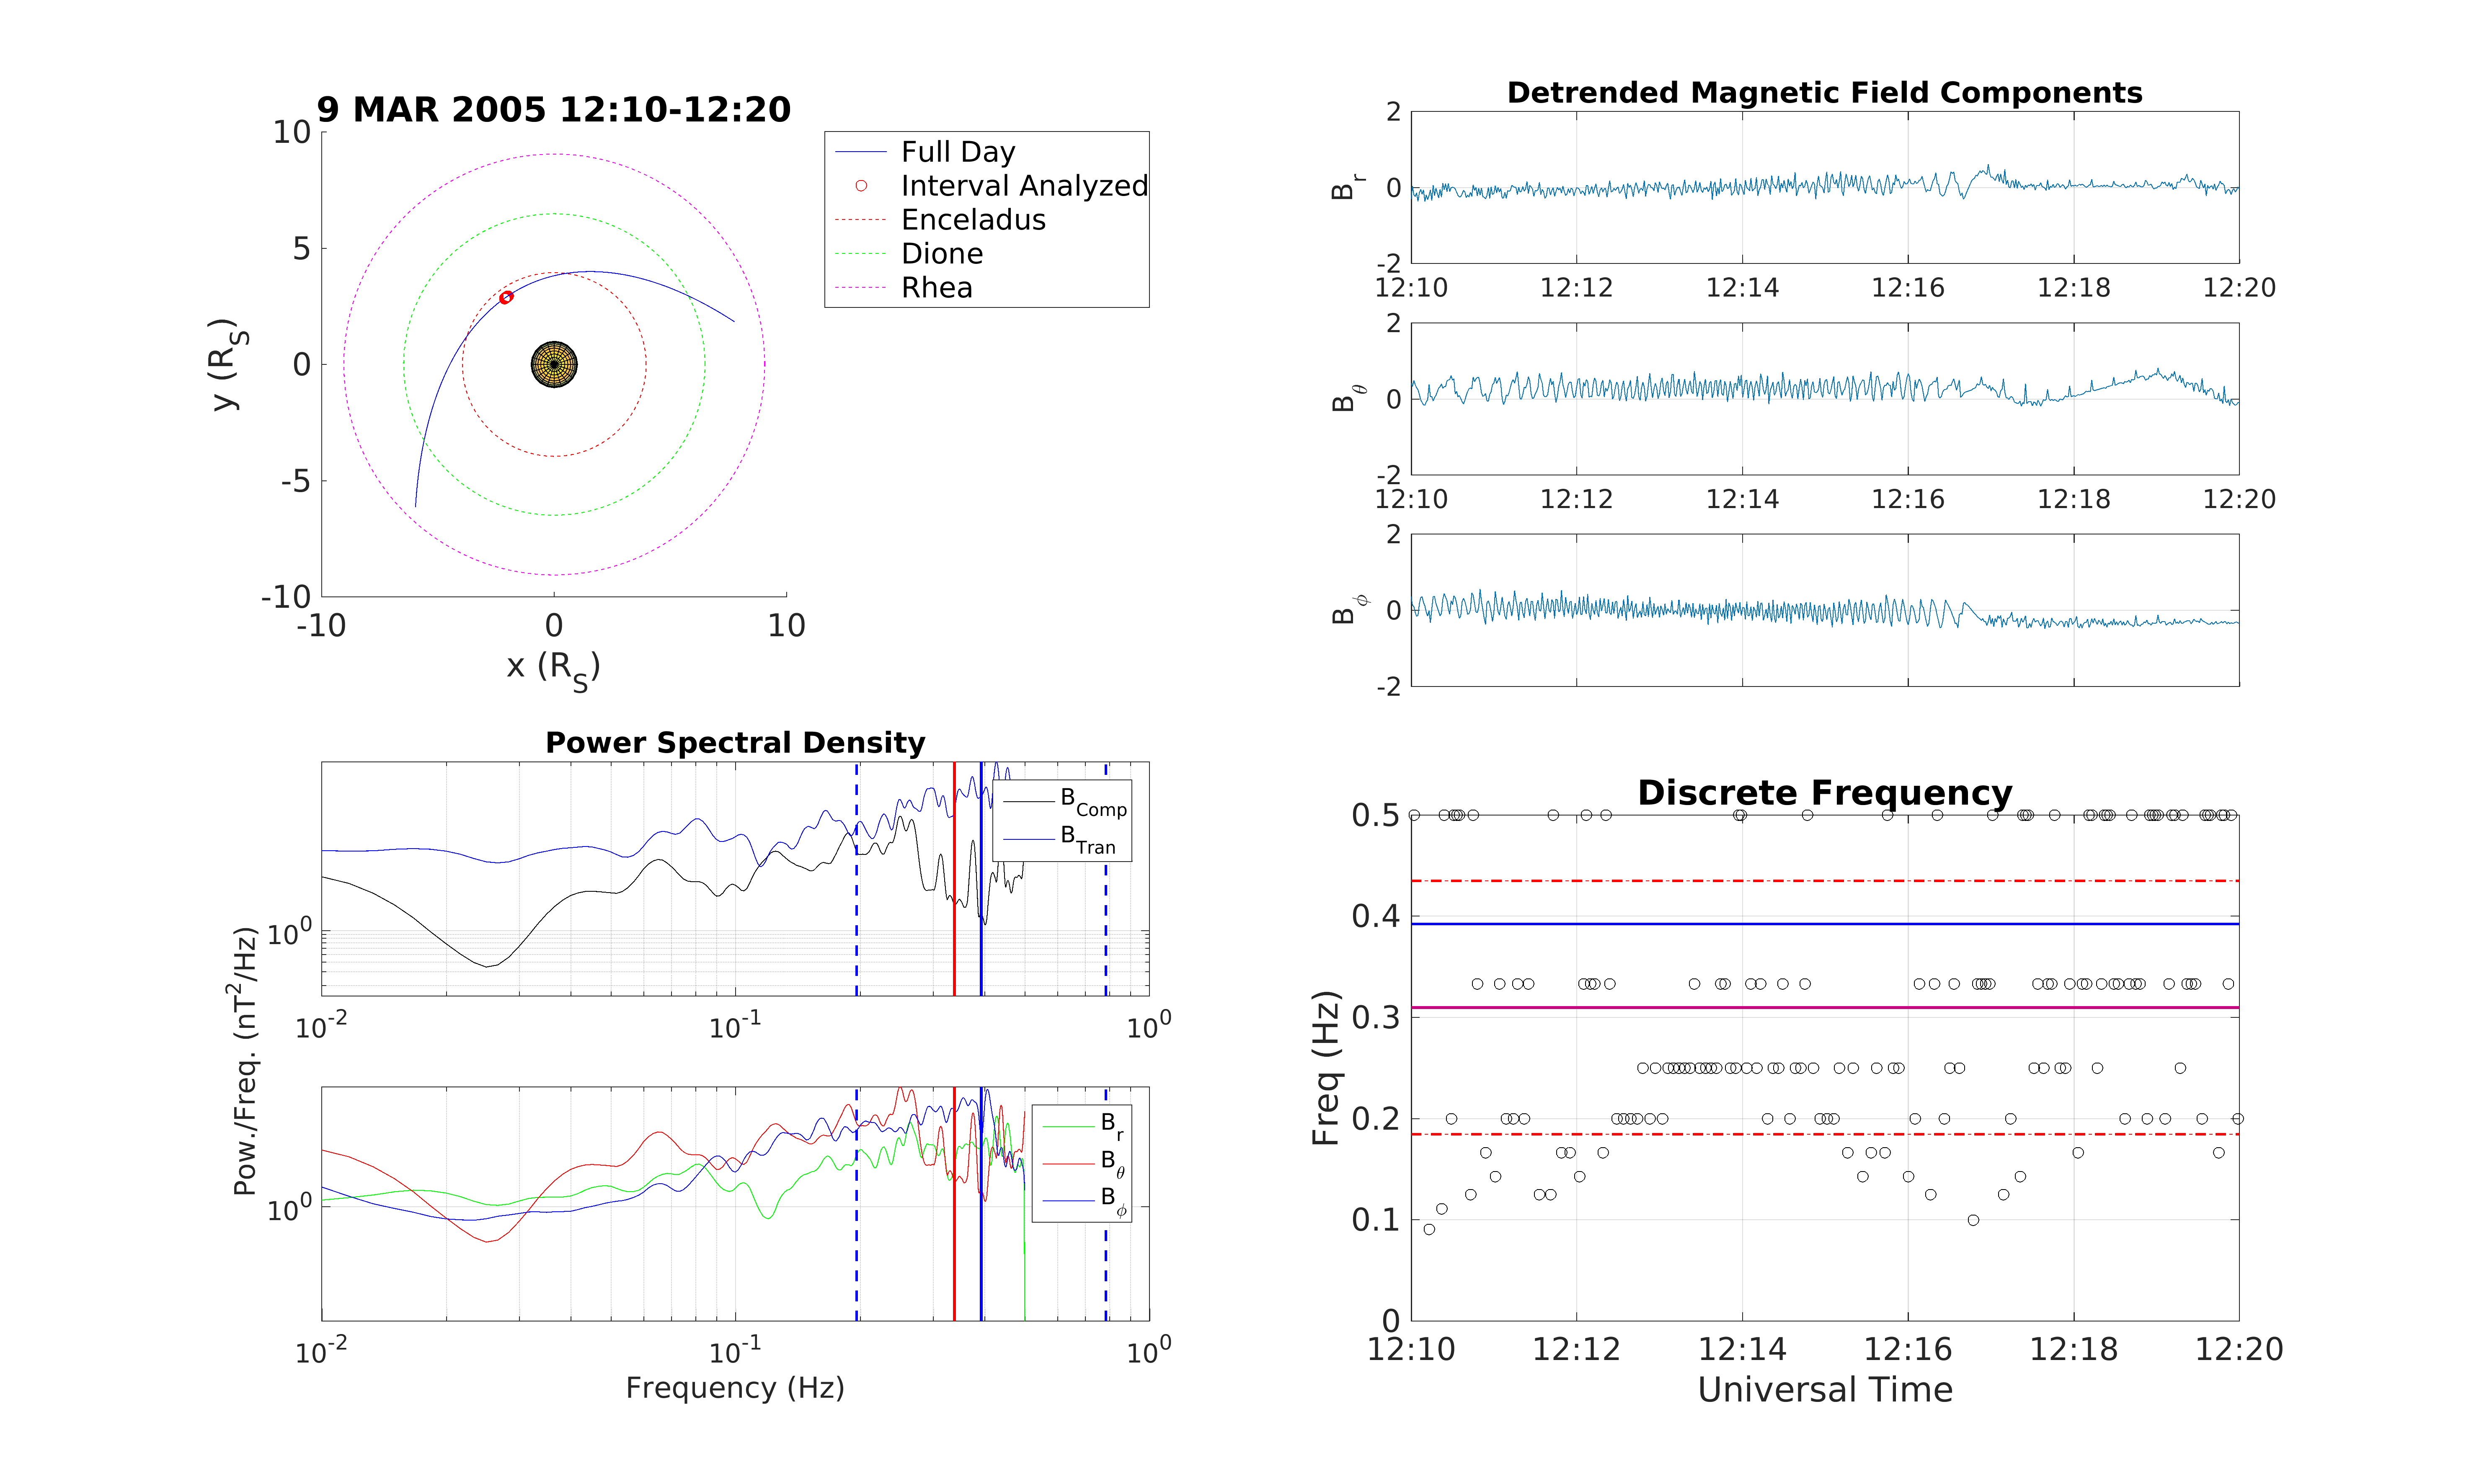 9 MAR 2005 12:10-12:20
10
5
0
-5
-10
-10
0
10
y (R_S)
x (R_S)
Full Day
Interval Analyzed
Enceladus
Dione
Rhea
Detrended Magnetic Field Components
2
0
-2
B_r
12:10
12:12
12:14
12:16
12:18
12:20
2
0
-2
B_θ
12:10
12:12
12:14
12:16
12:18
12:20
2
0
-2
B_ϕ
Power Spectral Density
10^0
B_Comp
B_Tran
10^-2
10^-1
10^0
Pow./Freq. (nT^2/Hz)
10^0
B_r
B_θ
B_ϕ
10^-2
10^-1
10^0
Frequency (Hz)
Discrete Frequency
0.5
0.4
0.3
0.2
0.1
0
Freq (Hz)
12:10
12:12
12:14
12:16
12:18
12:20
Universal Time